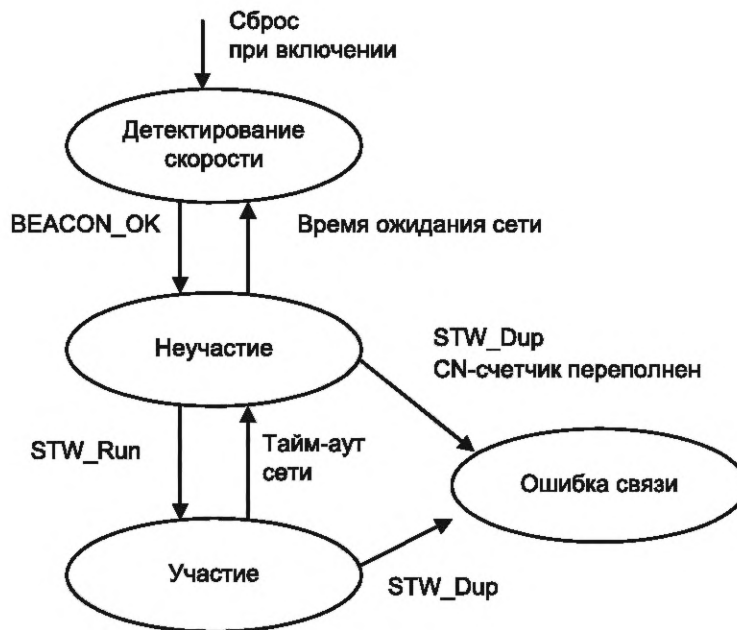 Сброс
при включении
Детектирование
скорости
BEACON_OK
Время ожидания сети
Неучастие
STW_Dup
CN-счетчик переполнен
STW_Run
Тайм-аут
сети
Ошибка связи
Участие
STW_Dup